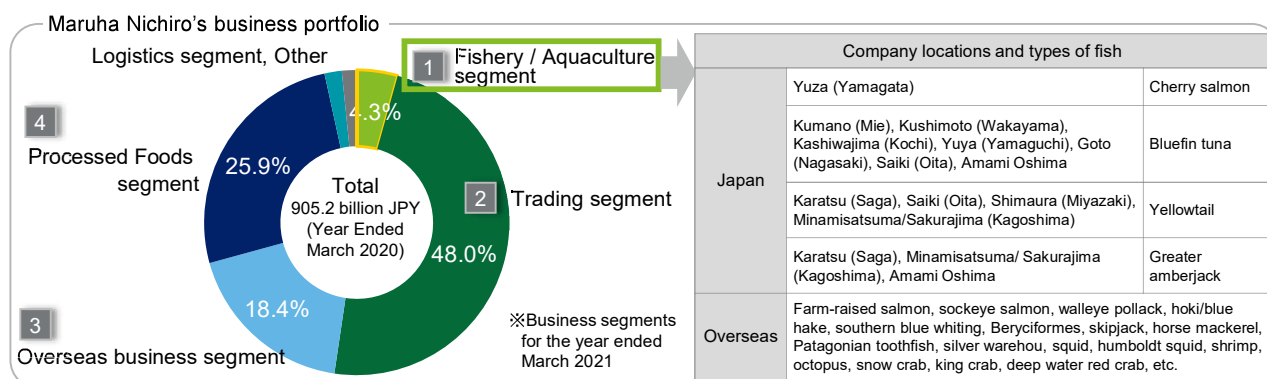 Maruha Nichiro's business portfolio
Logistics segment, Other
1
Fishery / Aquaculture
segment
4.3%
4
Processed Foods
segment
25.9%
Total
905.2 billion JPY
(Year Ended
March 2020)
2
Trading segment
48.0%
18.4%
3
Overseas business segment
※Business segments
for the year ended
March 2021
Company locations and types of fish
Japan
Yuza (Yamagata)
Cherry salmon
Kumano (Mie), Kushimoto (Wakayama),
Kashiwajima (Kochi), Yuya (Yamaguchi), Goto
(Nagasaki), Saiki (Oita), Amami Oshima
Bluefin tuna
Karatsu (Saga), Saiki (Oita), Shimaura (Miyazaki),
Minamisatsuma/Sakurajima (Kagoshima)
Yellowtail
Karatsu (Saga), Minamisatsuma/ Sakurajima
(Kagoshima), Amami Oshima
Greater
amberjack
Overseas
Farm-raised salmon, sockeye salmon, walleye pollack, hoki/blue
hake, southern blue whiting, Beryciformes, skipjack, horse mackerel,
Patagonian toothfish, silver warehou, squid, humboldt squid, shrimp,
octopus, snow crab, king crab, deep water red crab, etc.